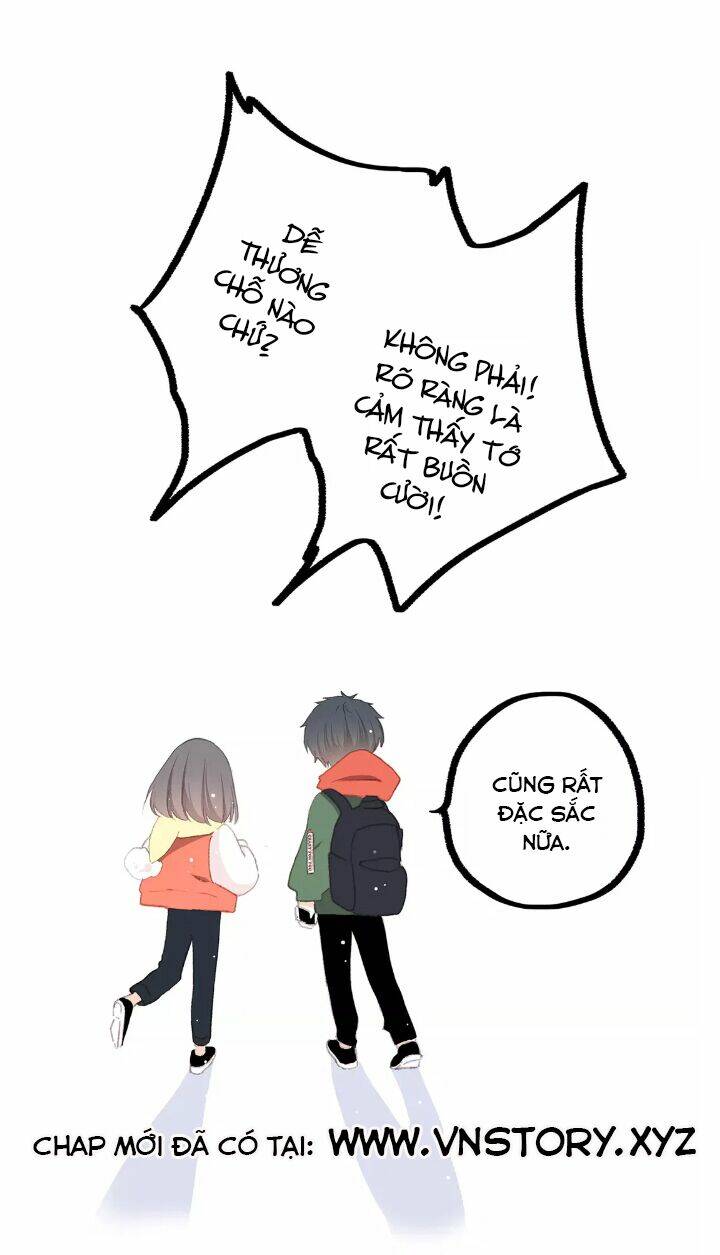 DỄ
THƯƠNG
CHỖ NÀO
CHỨ?
KHÔNG PHẢI!
RÕ RÀNG LÀ
CẢM THẤY TỚ
RẤT BUỒN
CƯỜI!
CŨNG RẤT
ĐẶC SẮC
NỮA.
CHAP MỚI ĐÃ CÓ TẠI: WWW.VNSTORY.XYZ